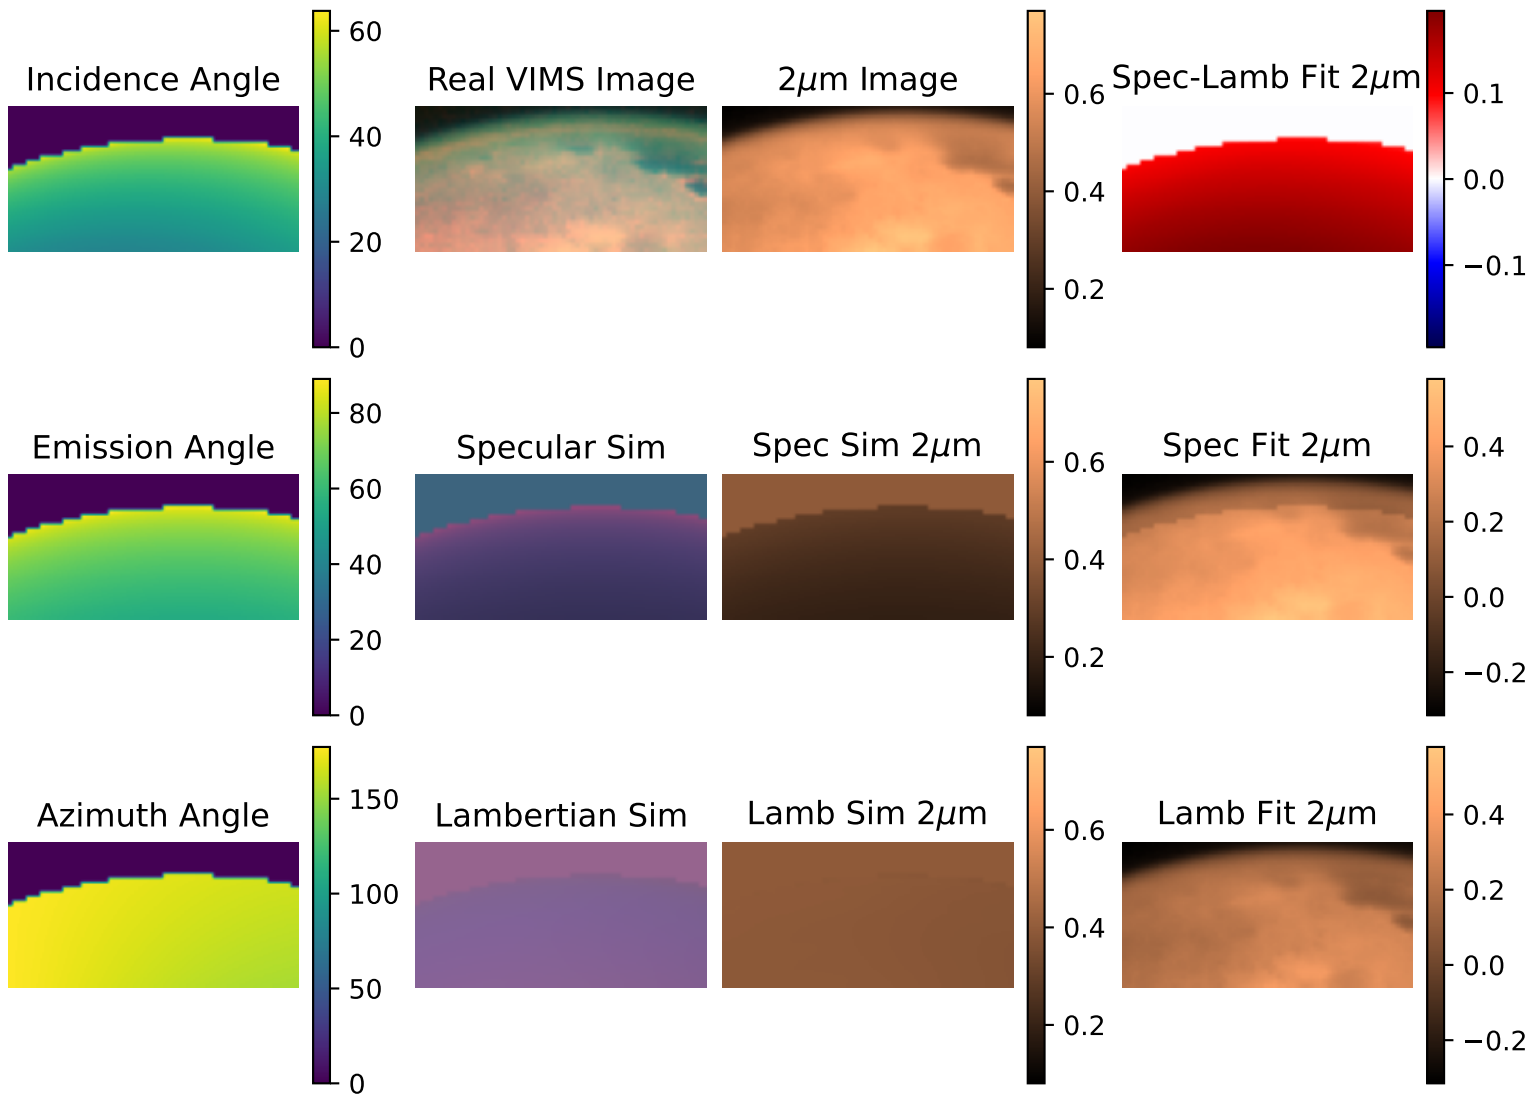 Incidence Angle
60
40
20
0
Real VIMS Image
2μm Image
0.6
0.4
0.2
Spec-Lamb Fit 2μm
0.1
0.0
−0.1
Emission Angle
80
60
40
20
0
Specular Sim
Spec Sim 2μm
0.6
0.4
0.2
Spec Fit 2μm
0.4
0.2
0.0
−0.2
Azimuth Angle
150
100
50
0
Lambertian Sim
Lamb Sim 2μm
0.6
0.4
0.2
Lamb Fit 2μm
0.4
0.2
0.0
−0.2